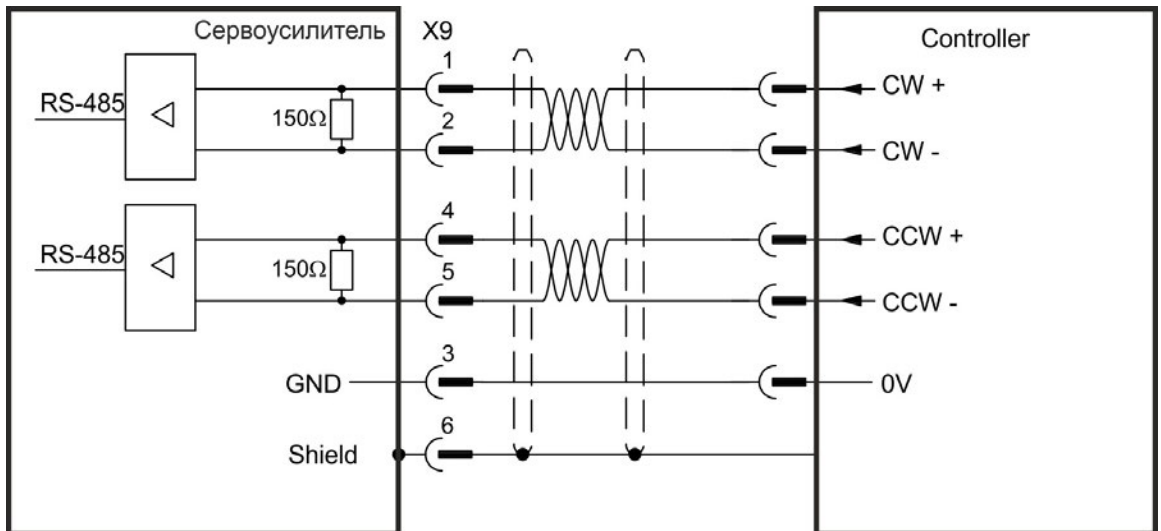 Сервоусилитель
X9
Controller
1
RS-485
150Ω
CW +
2
CW -
4
RS-485
150Ω
CCW +
5
CCW -
3
GND
0V
6
Shield